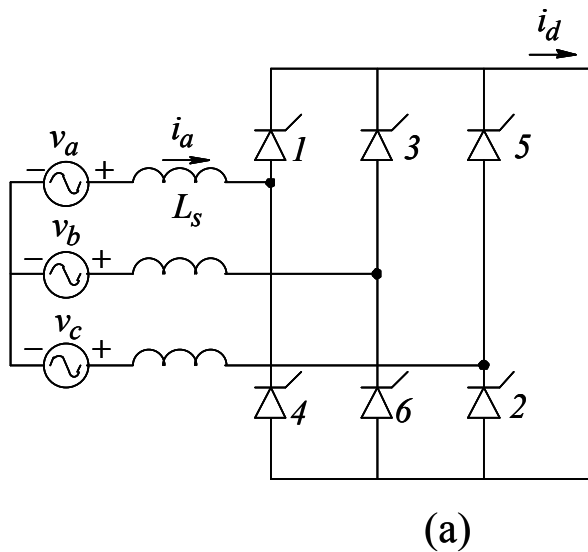 i_d
v_a
i_a
− +
1
3
5
L_s
v_b
− +
v_c
− +
4
6
2
(a)